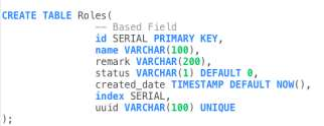 CREATE TABLE Roles(
-- Based Field
id SERIAL PRIMARY KEY,
name VARCHAR(100),
remark VARCHAR(200),
status VARCHAR(1) DEFAULT 0,
created_date TIMESTAMP DEFAULT NOW(),
index SERIAL,
uuid VARCHAR(100) UNIQUE
);